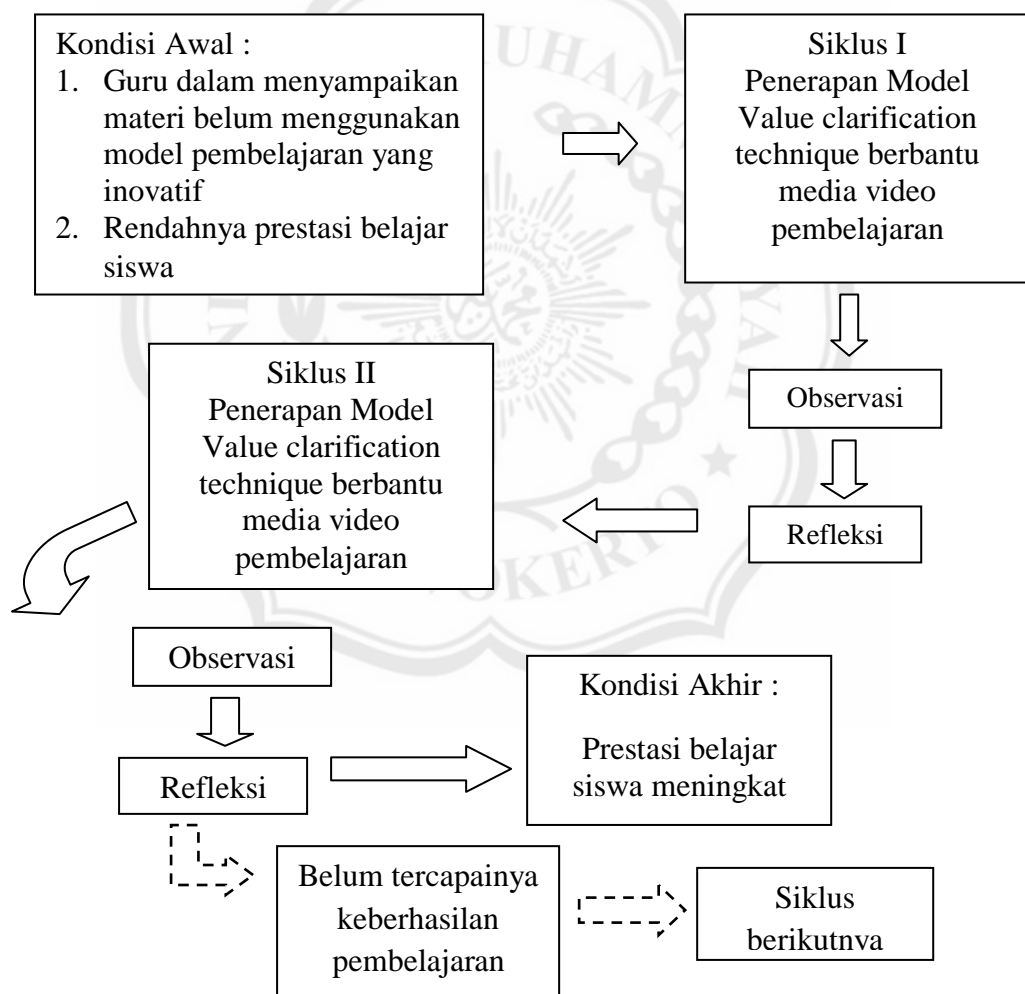 Kondisi Awal :
1. Guru dalam menyampaikan
materi belum menggunakan
model pembelajaran yang
inovatif
2. Rendahnya prestasi belajar
siswa
Siklus I
Penerapan Model
Value clarification
technique berbantu
media video
pembelajaran
Observasi
Refleksi
Siklus II
Penerapan Model
Value clarification
technique berbantu
media video
pembelajaran
Observasi
Refleksi
Kondisi Akhir :
Prestasi belajar
siswa meningkat
Belum tercapainya
keberhasilan
pembelajaran
Siklus
berikutnya